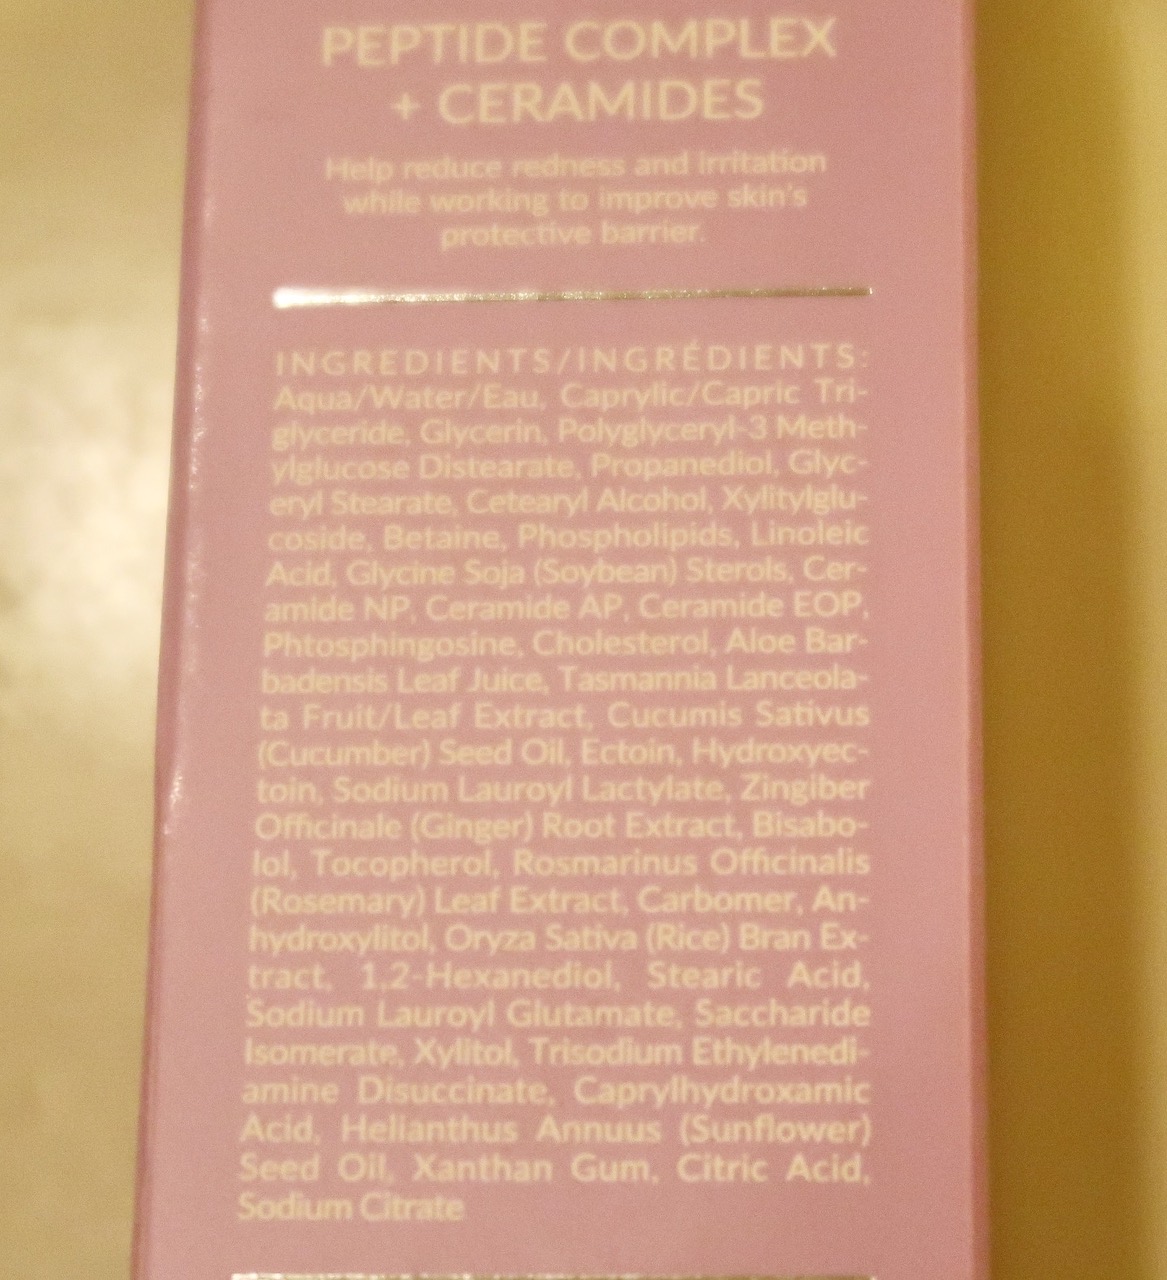 PEPTIDE COMPLEX
+ CERAMIDES
Help reduce redness and irritation
while working to improve skin's
protective barrier.
INGREDIENTS/INGRÉDIENTS:
Aqua/Water/Eau, Caprylic/Capric Tri-
glyceride, Glycerin, Polyglyceryl-3 Meth-
ylglucose Distearate, Propanediol, Glyc-
eryl Stearate, Cetearyl Alcohol, Xylitylglu-
coside, Betaine, Phospholipids, Linoleic
Acid, Glycine Soja (Soybean) Sterols, Cer-
amide NP, Ceramide AP, Ceramide EOP,
Phtosphingosine, Cholesterol, Aloe Bar-
badensis Leaf Juice, Tasmannia Lanceola-
ta Fruit/Leaf Extract, Cucumis Sativus
(Cucumber) Seed Oil, Ectoin, Hydroxyec-
toin, Sodium Lauroyl Lactylate, Zingiber
Officinale (Ginger) Root Extract, Bisabo-
lol, Tocopherol, Rosmarinus Officinalis
(Rosemary) Leaf Extract, Carbomer, An-
hydroxylitol, Oryza Sativa (Rice) Bran Ex-
tract, 1,2-Hexanediol, Stearic Acid,
Sodium Lauroyl Glutamate, Saccharide
Isomerate, Xylitol, Trisodium Ethylenedi-
amine Disuccinate, Caprylhydroxamic
Acid, Helianthus Annuus (Sunflower)
Seed Oil, Xanthan Gum, Citric Acid,
Sodium Citrate